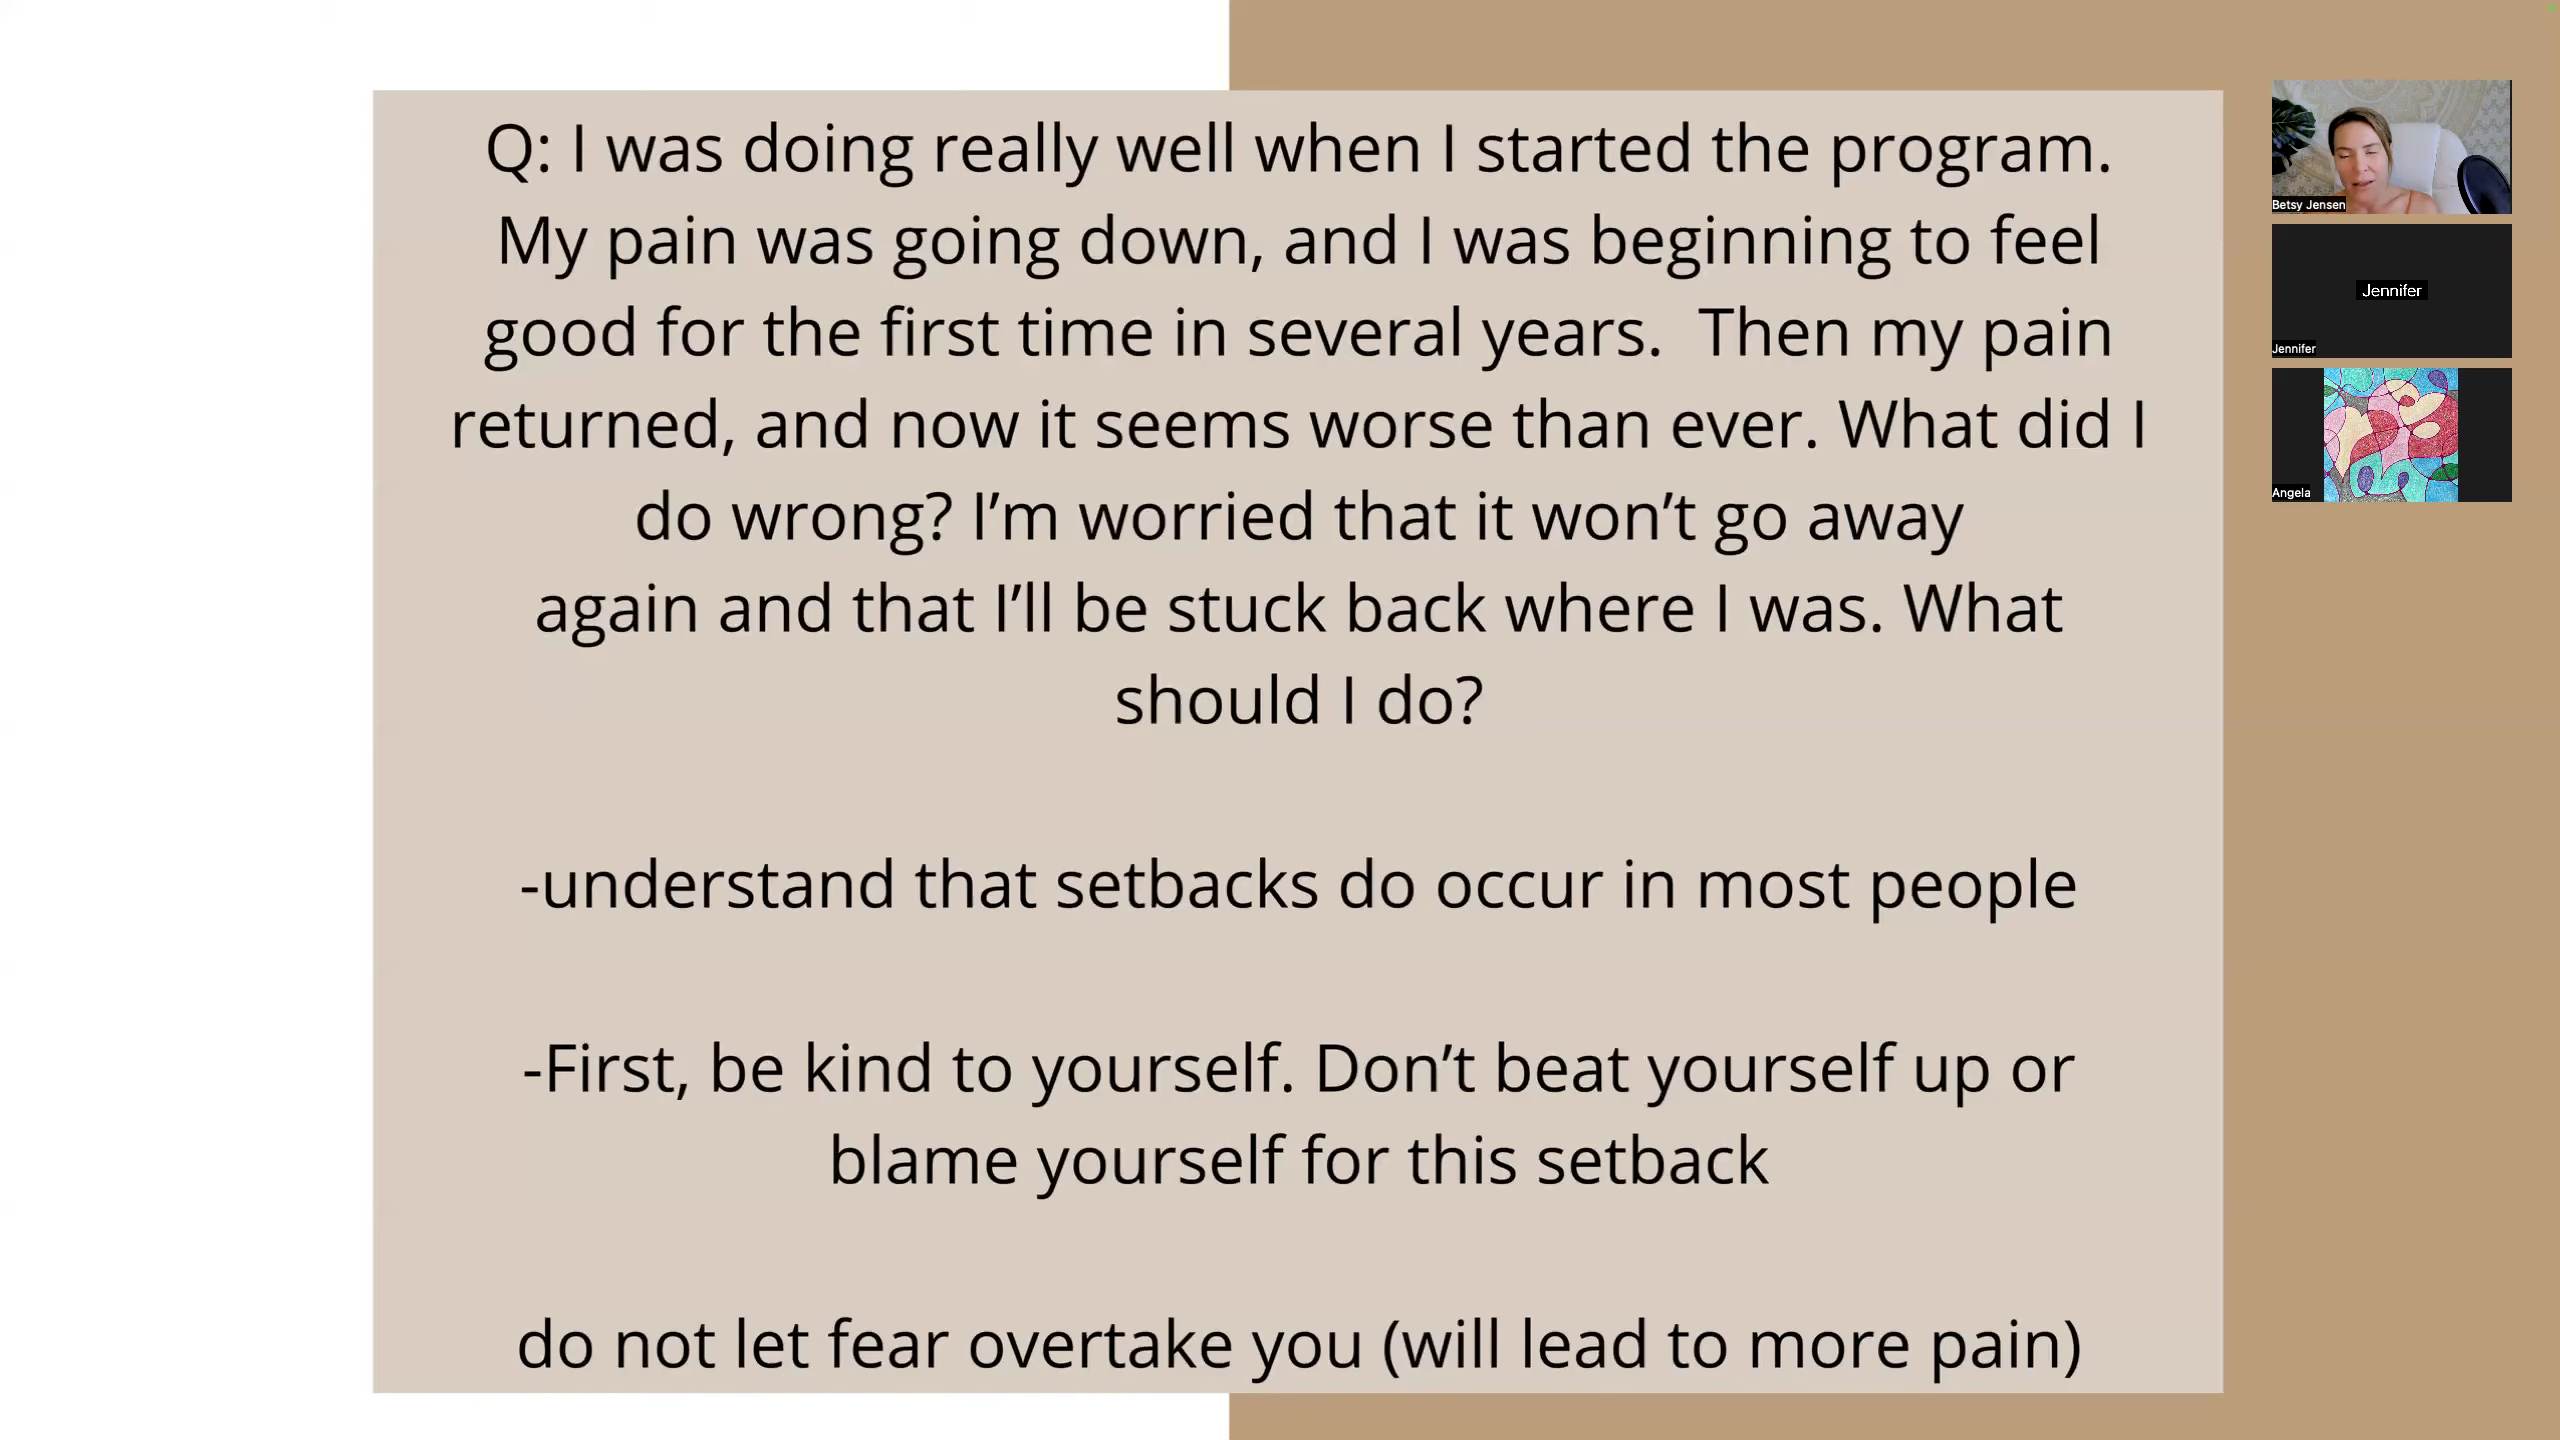 Q: I was doing really well when I started the program.
My pain was going down, and I was beginning to feel
good for the first time in several years.  Then my pain
returned, and now it seems worse than ever. What did I
do wrong? I’m worried that it won’t go away
again and that I’ll be stuck back where I was. What
should I do?
-understand that setbacks do occur in most people
-First, be kind to yourself. Don’t beat yourself up or
blame yourself for this setback
do not let fear overtake you (will lead to more pain)
Betsy Jensen
Jennifer
Jennifer
Angela